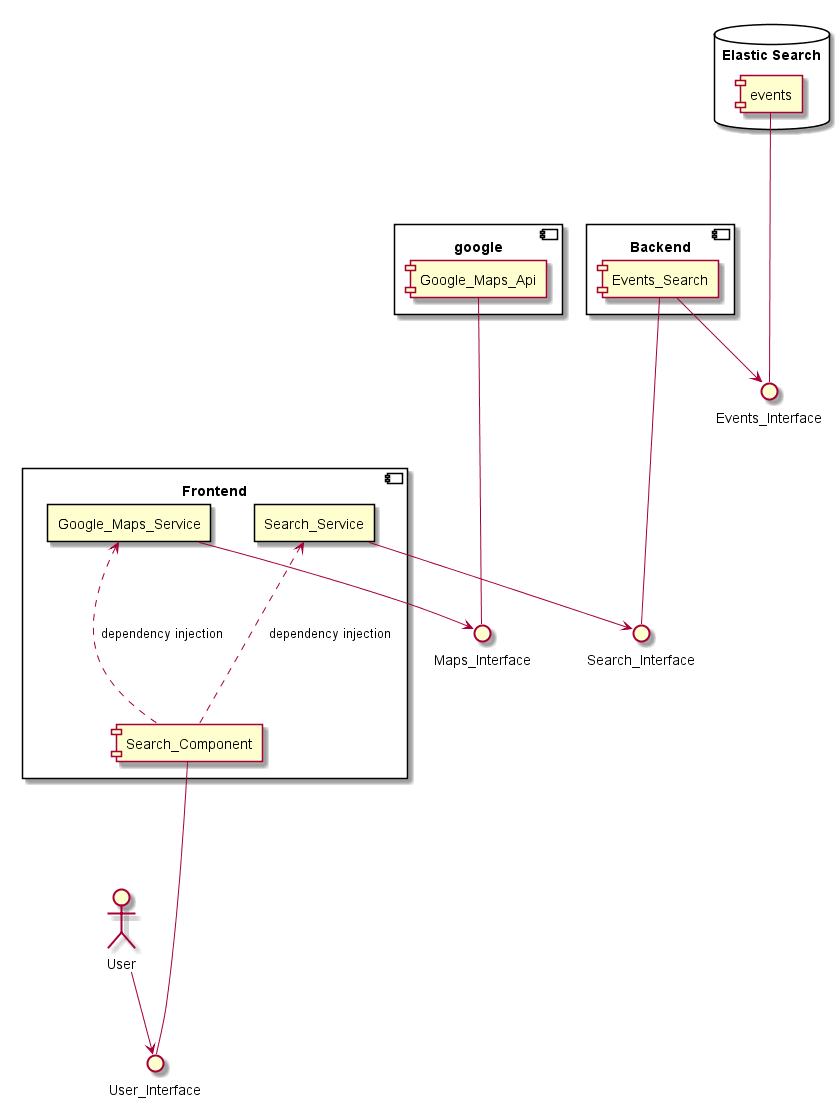 Elastic Search
events
google
Backend
Google_Maps_Api
Events_Search
Events_Interface
Frontend
Google_Maps_Service
Search_Service
dependency injection
dependency injection
Maps_Interface
Search_Interface
Search_Component
User
User_Interface